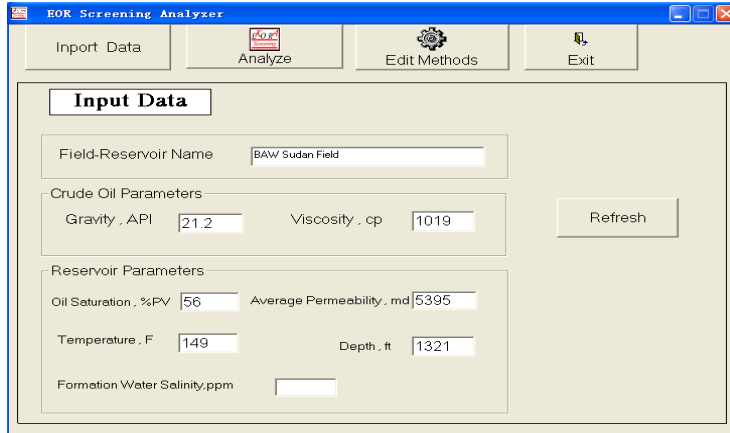 EOR Screening Analyzer
Inport Data
Analyze
Edit Methods
Exit
Input Data
Field-Reservoir Name
BAW Sudan Field
Crude Oil Parameters
Gravity , API 21.2 Viscosity , cp 1019
Refresh
Reservoir Parameters
Oil Saturation , %PV 56 Average Permeability , md 5395
Temperature , F 149 Depth , ft 1321
Formation Water Salinity,ppm